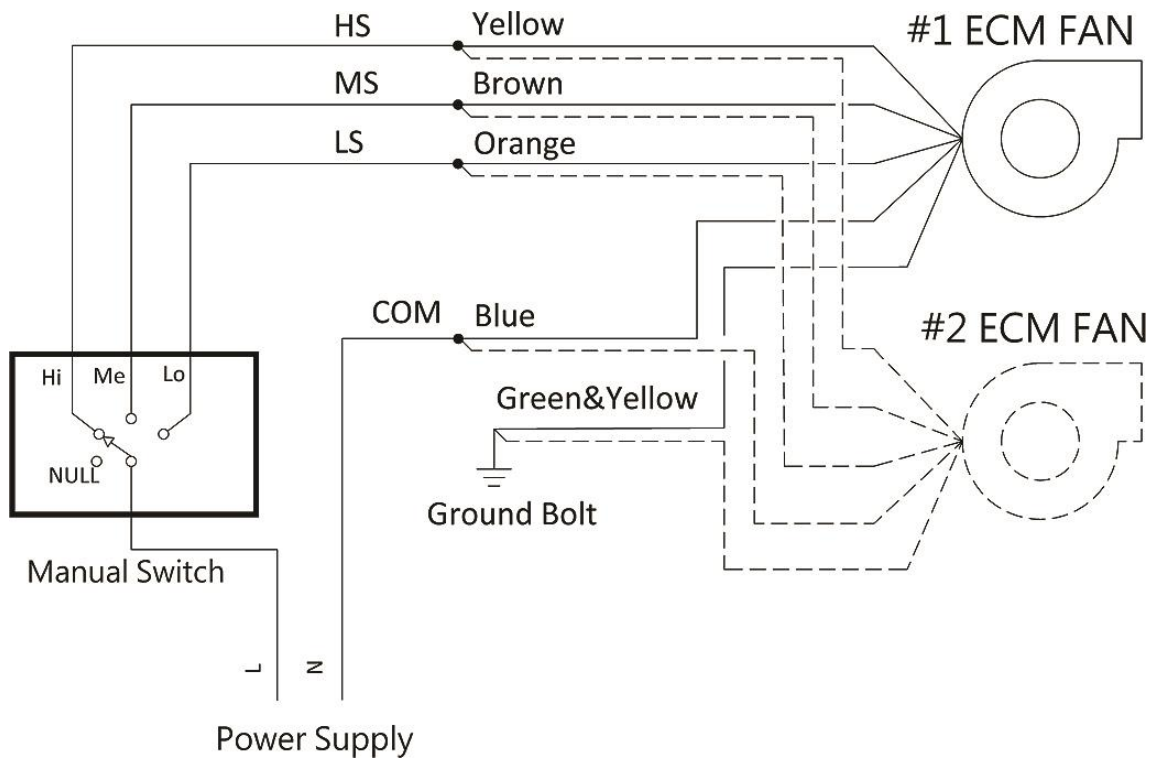 HS
Yellow
#1 ECM FAN
MS
Brown
LS
Orange
COM
Blue
#2 ECM FAN
Hi
Me
Lo
NULL
Green&Yellow
Ground Bolt
Manual Switch
L
N
Power Supply